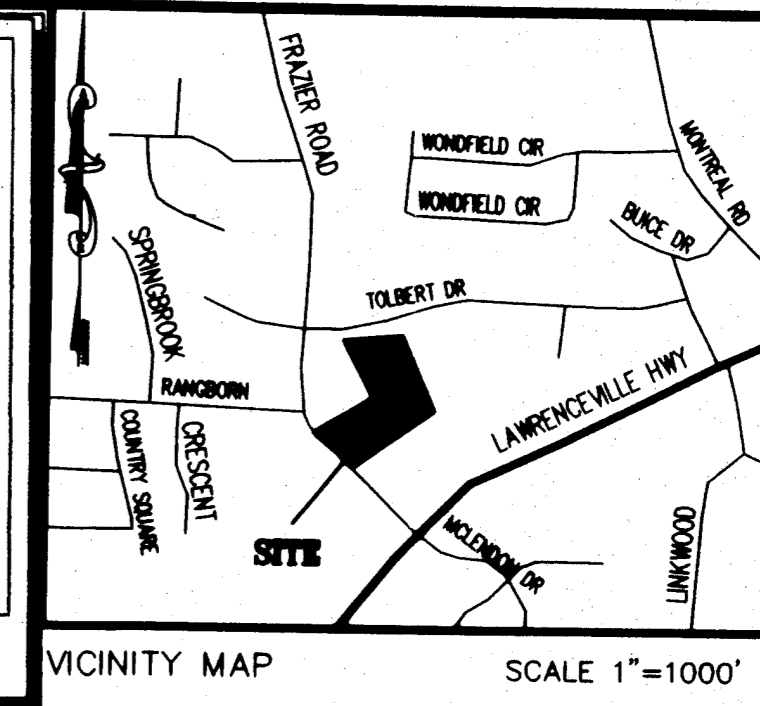 FRAZIER ROAD
WONDFIELD CIR
WONDFIELD CIR
MONTREAL RD
BUICE DR
SPRINGBROOK
TOLBERT DR
RANGBORN
LAWRENCEVILLE HWY
COUNTRY SQUARE
CRESCENT
SITE
MCLENDOM DR
LINKWOOD
VICINITY MAP
SCALE 1"=1000'